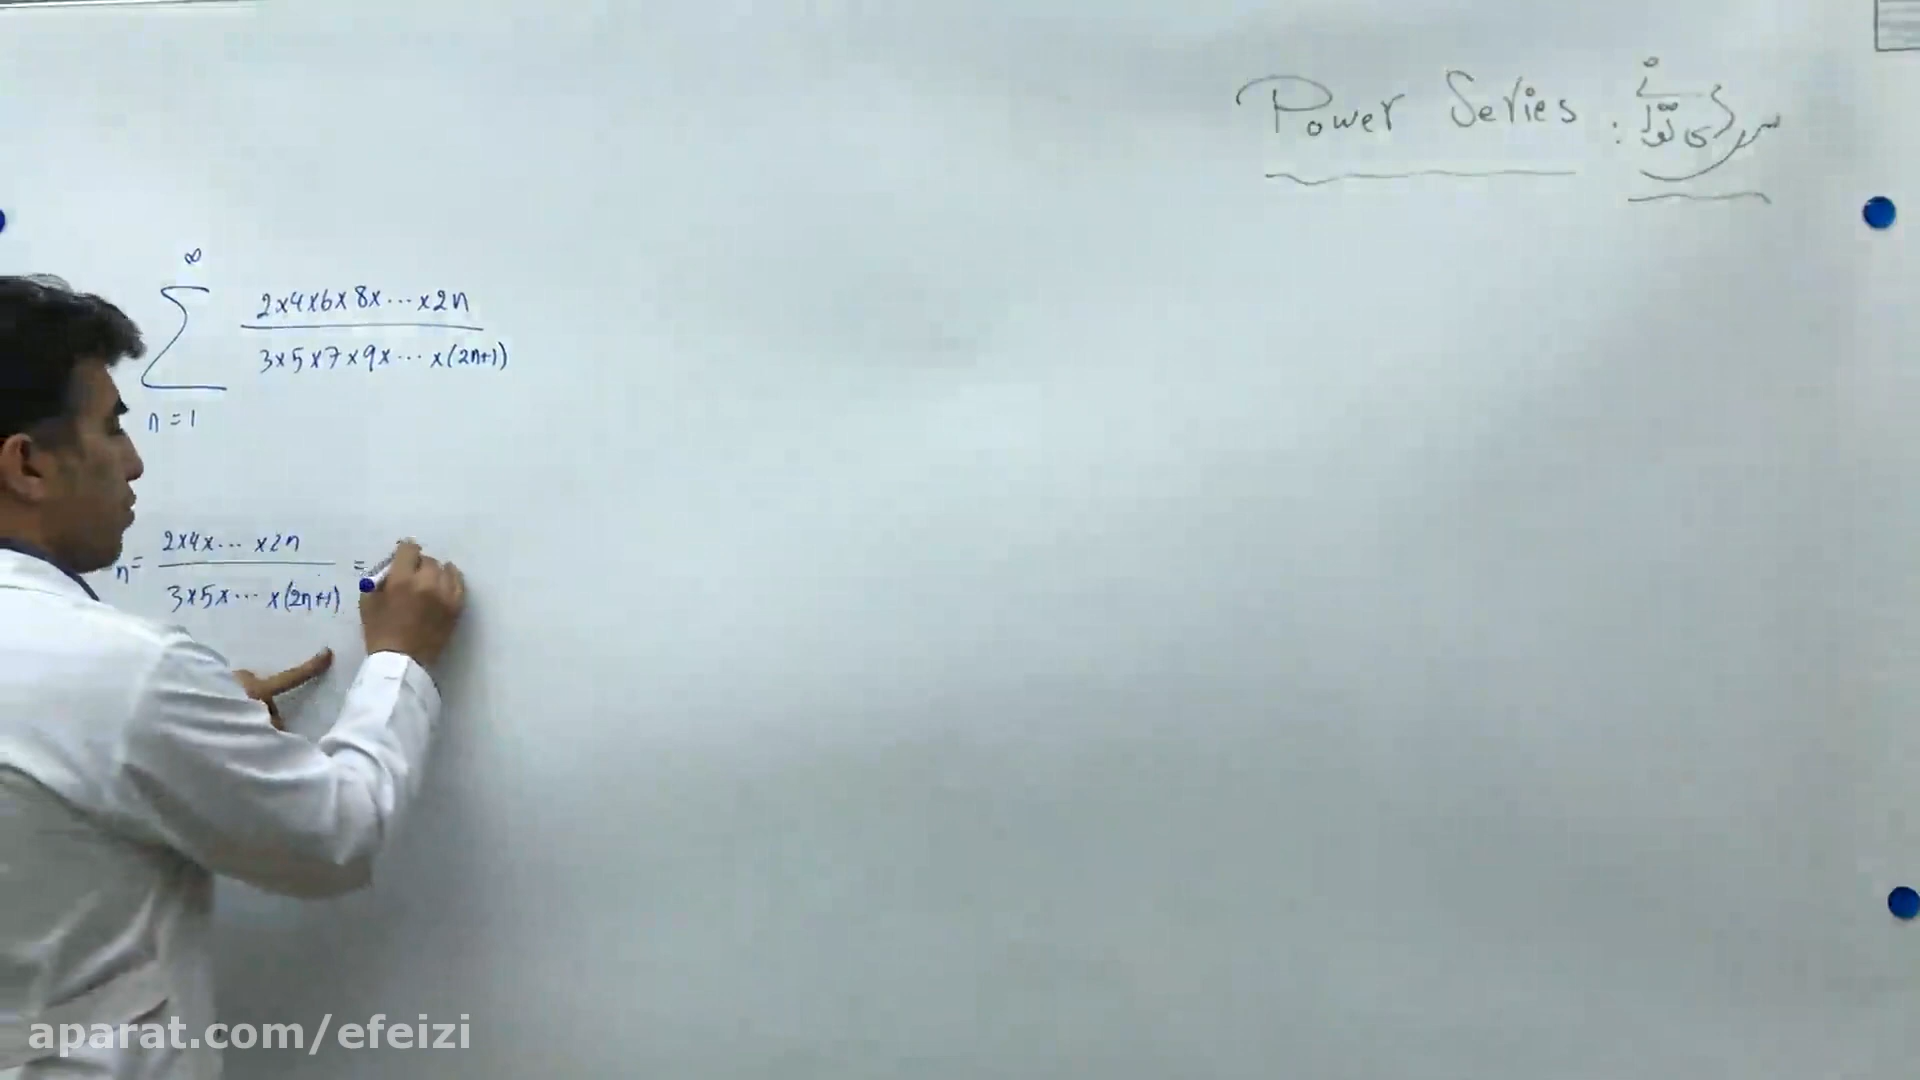 Power Series : سری توانی
∞
∑ 2×4×6×8×⋯×2n / 3×5×7×9×⋯×(2n+1)
n=1
n = 2×4×⋯×2n / 3×5×⋯×(2n+1) =
aparat.com/efeizi